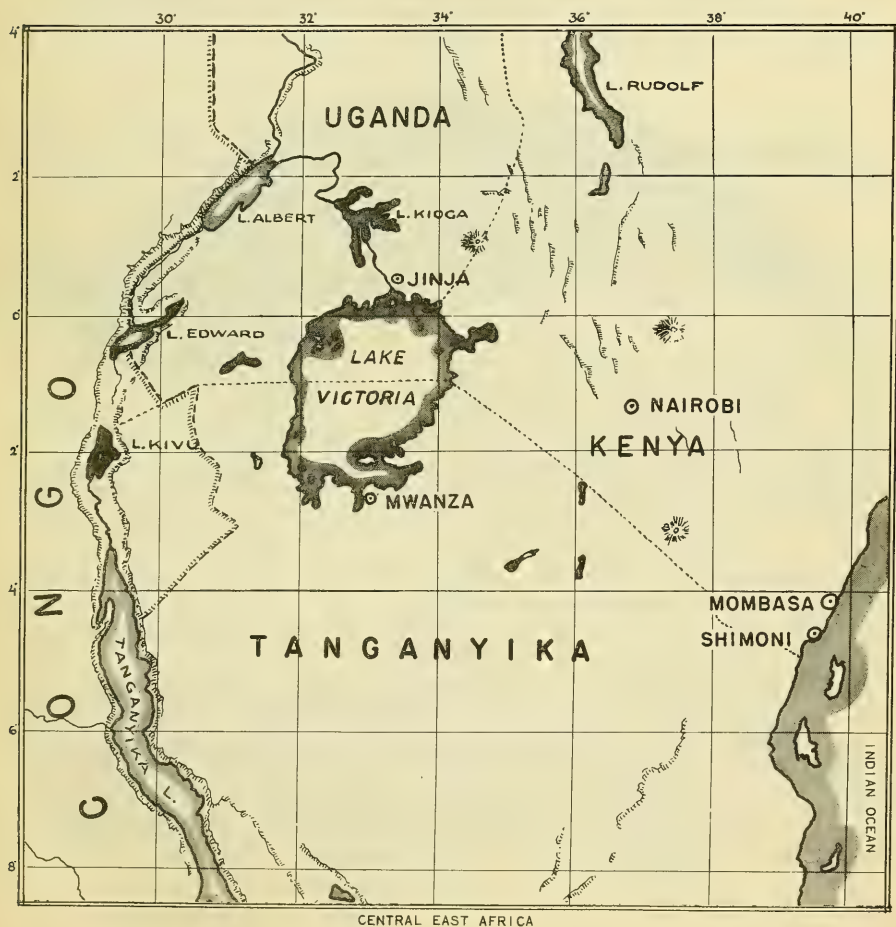 30° 32° 34° 36° 38° 40°
4°
L. RUDOLF
UGANDA
2°
L. ALBERT
L. KIOGA
JINJA
0°
L. EDWARD
LAKE
VICTORIA
NAIROBI
KENYA
L. KIVU
2°
MWANZA
4°
MOMBASA
SHIMONI
TANGANYIKA
CONGO
TANGANYIKA L.
6°
INDIAN OCEAN
8°
CENTRAL EAST AFRICA